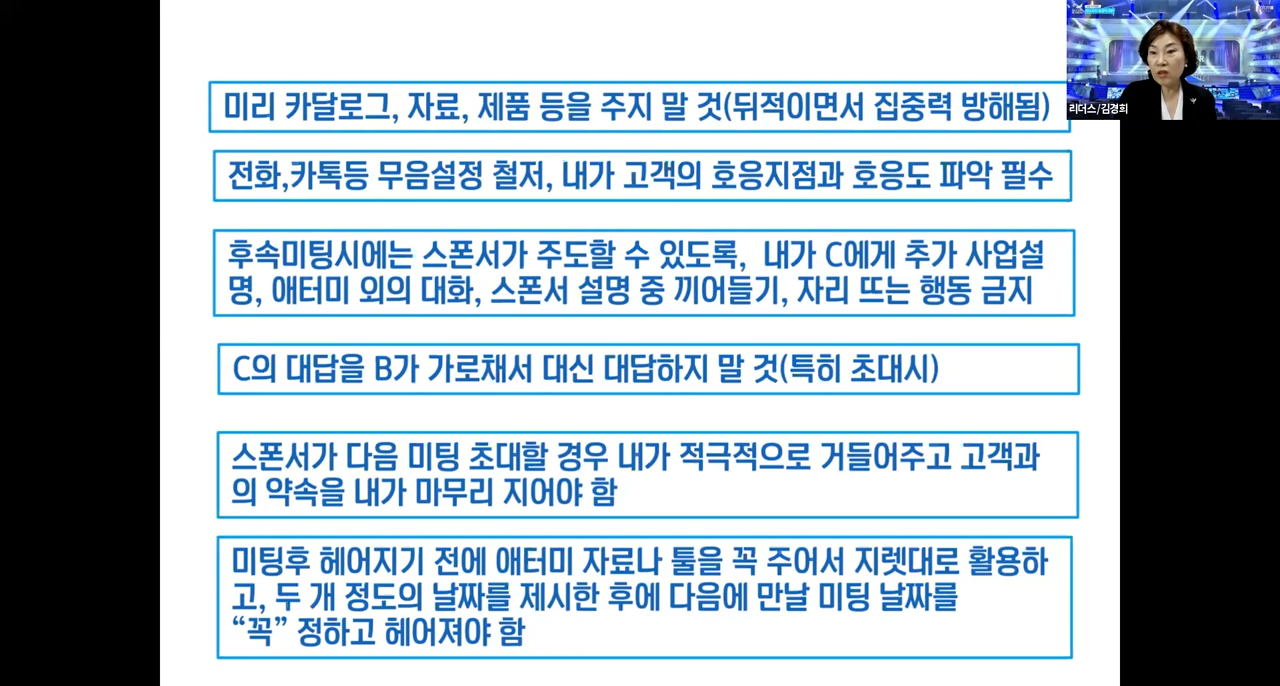 미리 카달로그, 자료, 제품 등을 주지 말 것(뒤적이면서 집중력 방해됨)
리더스/김경희
전화,카톡등 무음설정 철저, 내가 고객의 호응지점과 호응도 파악 필수
후속미팅시에는 스폰서가 주도할 수 있도록, 내가 C에게 추가 사업설
명, 애터미 외의 대화, 스폰서 설명 중 끼어들기, 자리 뜨는 행동 금지
C의 대답을 B가 가로채서 대신 대답하지 말 것(특히 초대시)
스폰서가 다음 미팅 초대할 경우 내가 적극적으로 거들어주고 고객과
의 약속을 내가 마무리 지어야 함
미팅후 헤어지기 전에 애터미 자료나 툴을 꼭 주어서 지렛대로 활용하
고, 두 개 정도의 날짜를 제시한 후에 다음에 만날 미팅 날짜를
“꼭” 정하고 헤어져야 함